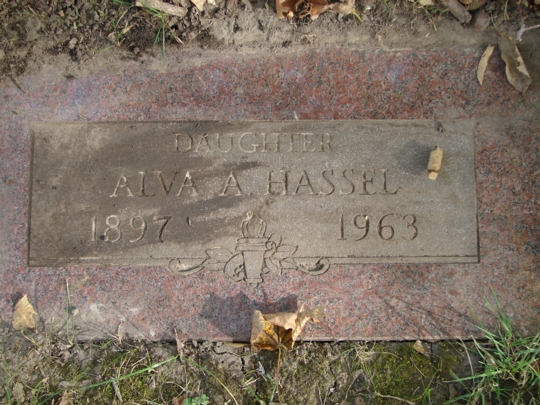 DAUGHTER
ALVA A. HASSEL
1897 1963